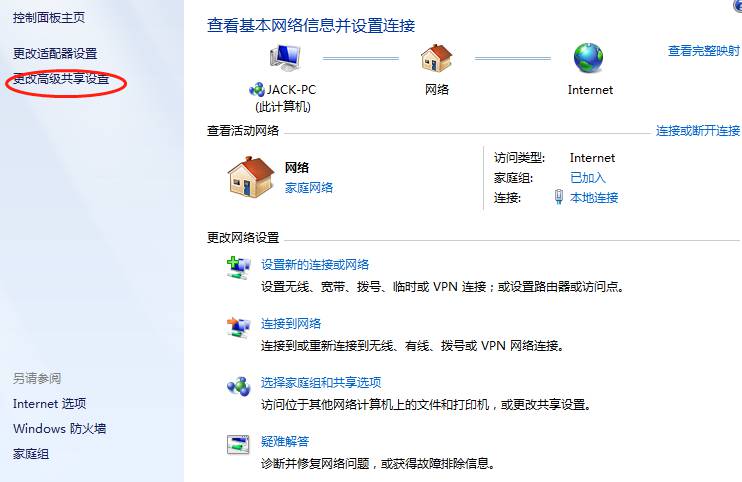 控制面板主页
更改适配器设置
更改高级共享设置
另请参阅
Internet 选项
Windows 防火墙
家庭组
查看基本网络信息并设置连接
JACK-PC
(此计算机)
网络
Internet
查看完整映射
查看活动网络
连接或断开连接
网络
家庭网络
访问类型: Internet
家庭组: 已加入
连接: 本地连接
更改网络设置
设置新的连接或网络
设置无线、宽带、拨号、临时或 VPN 连接；或设置路由器或访问点。
连接到网络
连接到或重新连接到无线、有线、拨号或 VPN 网络连接。
选择家庭组和共享选项
访问位于其他网络计算机上的文件和打印机，或更改共享设置。
疑难解答
诊断并修复网络问题，或获得故障排除信息。